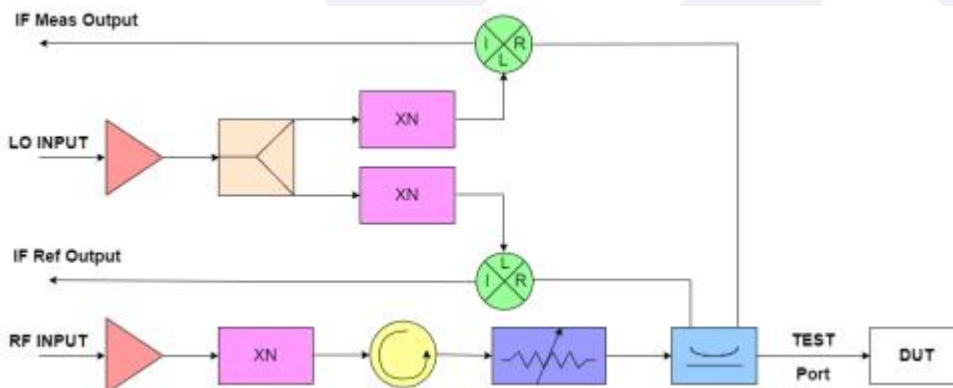 IF Meas Output
I R
L
XN
LO INPUT
XN
IF Ref Output
L
I R
RF INPUT
XN
TEST
Port
DUT